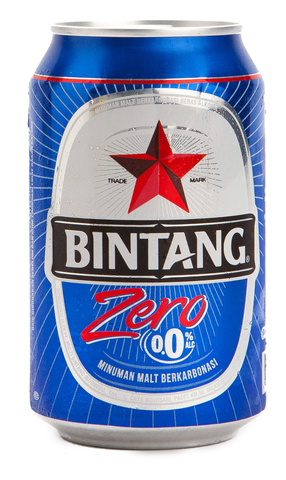 TRADE MARK
BINTANG®
Zero
0.0% ALC
MINUMAN MALT BERKARBONASI